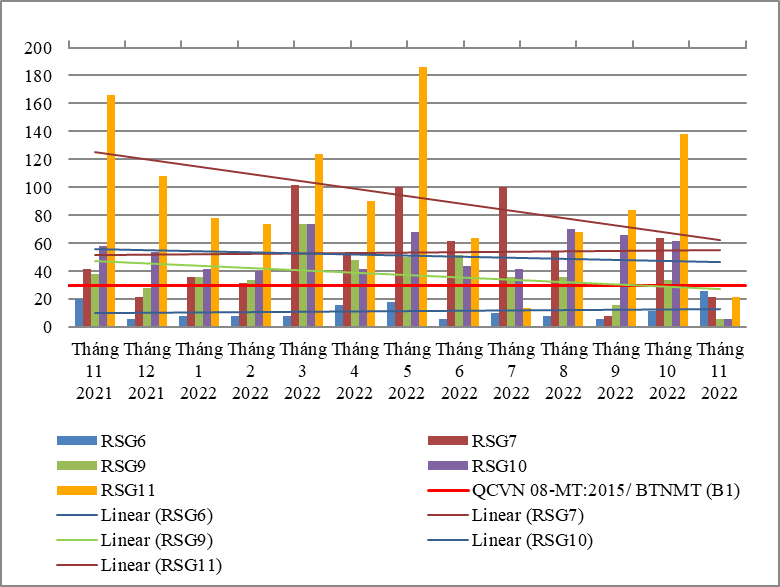 200
180
160
140
120
100
80
60
40
20
0
Tháng Tháng Tháng Tháng Tháng Tháng Tháng Tháng Tháng Tháng Tháng Tháng Tháng
11 12 1 2 3 4 5 6 7 8 9 10 11
2021 2021 2022 2022 2022 2022 2022 2022 2022 2022 2022 2022 2022
RSG6 RSG7
RSG9 RSG10
RSG11 QCVN 08-MT:2015/ BTNMT (B1)
Linear (RSG6) Linear (RSG7)
Linear (RSG9) Linear (RSG10)
Linear (RSG11)